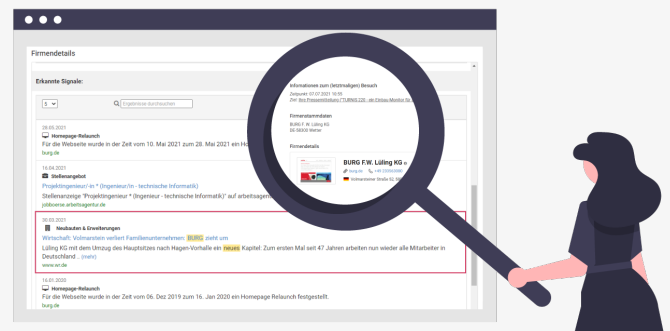 Firmendetails
Erkannte Signale:
5
Ergebnisse durchsuchen
28.05.2021
Homepage-Relaunch
Für die Webseite wurde in der Zeit vom 10. Mai 2021 zum 28. Mai 2021 ein Ho
burg.de
16.04.2021
Stellenangebot
Projektingenieur/-in * (Ingenieur/in - technische Informatik)
Stellenanzeige "Projektingenieur * (Ingenieur - technische Informatik)" auf arbeitsagen
jobboerse.arbeitsagentur.de
30.03.2021
Neubauten & Erweiterungen
Wirtschaft: Volmarstein verliert Familienunternehmen: BURG zieht um
Lüling KG mit dem Umzug des Hauptsitzes nach Hagen-Vorhalle ein neues Kapitel: Zum ersten Mal seit 47 Jahren arbeiten nun wieder alle Mitarbeiter in
Deutschland .. (mehr)
www.wr.de
16.01.2020
Homepage-Relaunch
Für die Webseite wurde in der Zeit vom 06. Dez 2019 zum 16. Jan 2020 ein Homepage Relaunch festgestellt.
burg.de
Infomationen zum (letztmaligen) Besuch
Zeitpunkt: 07.07.2021
Firmenstammdaten
BURG F. W. Lüling KG
DE-58300 Wetter
Firmendetails
BURG F.W. Lüling KG
burg.de
Volmarsteiner Straße